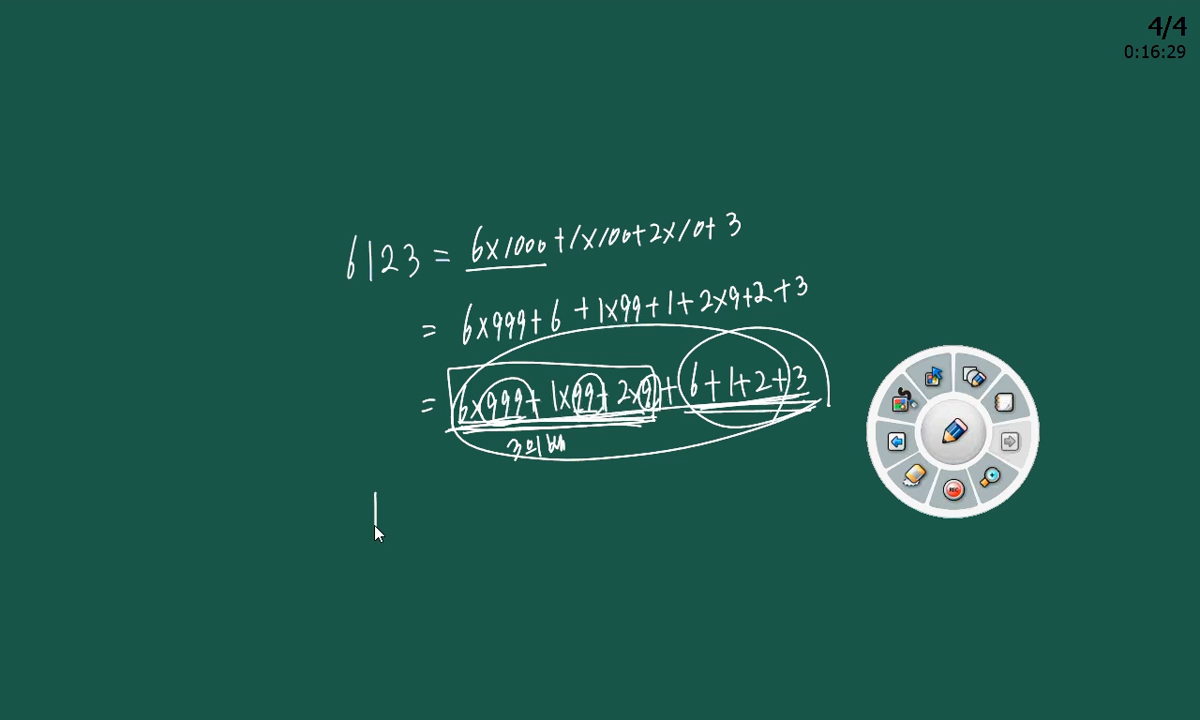 4/4
0:16:29
6123 = 6×1000+1×100+2×10+3
= 6×999+6+1×99+1+2×9+2+3
= 6×999+1×99+2×9+6+1+2+3
3의 배
REC